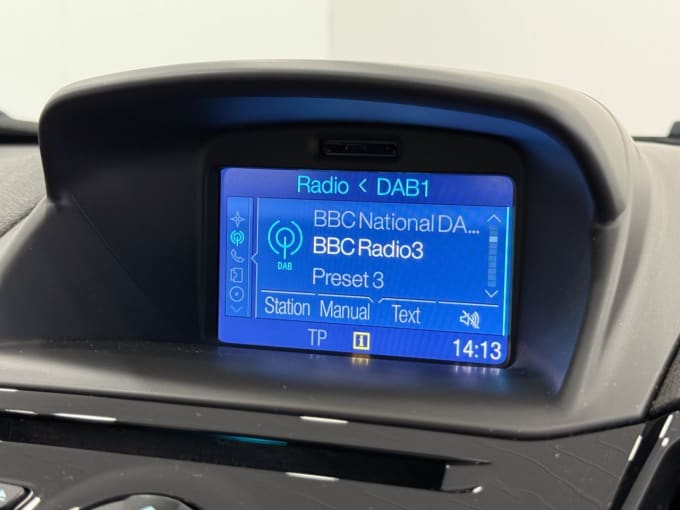 Radio < DAB1
BBC National DA...
BBC Radio3
DAB
Preset 3
Station Manual Text
TP i 14:13